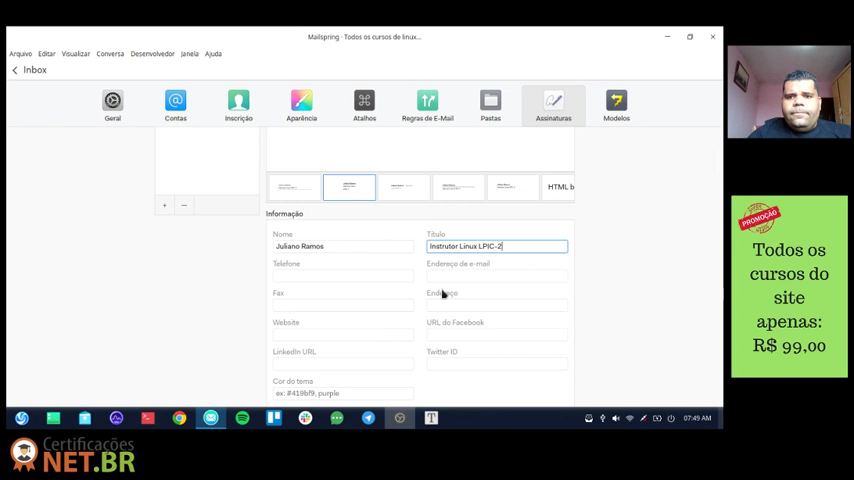 Mailspring · Todos os cursos de linux...
Arquivo Editar Visualizar Conversa Desenvolvedor Janela Ajuda
Inbox
Geral Contas Inscrição Aparência Atalhos Regras de E-Mail Pastas Assinaturas Modelos
HTML b
Informação
Nome Título
Juliano Ramos Instrutor Linux LPIC-2
Telefone Endereço de e-mail
Fax Endereço
Website URL do Facebook
LinkedIn URL Twitter ID
Cor do tema
ex: #419bf9, purple
07:49 AM
PROMOÇÃO
Todos os
cursos do
site
apenas:
R$ 99,00
Certificações
NET.BR